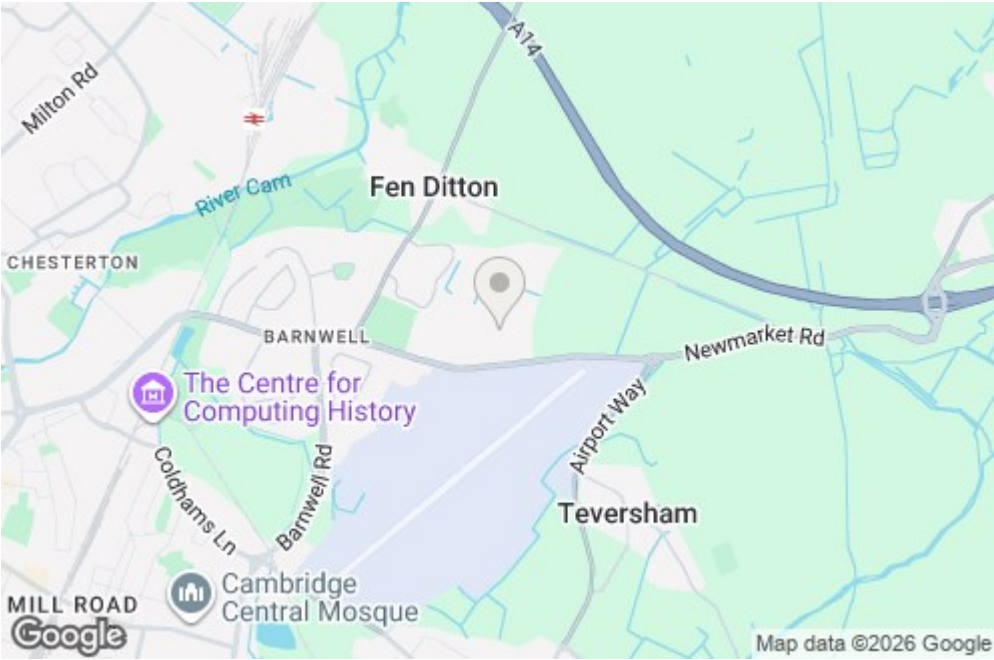 A14
Milton Rd
Fen Ditton
River Cam
CHESTERTON
BARNWELL
Newmarket Rd
The Centre for
Computing History
Airport Way
Coldhams Ln
Barnwell Rd
Teversham
Cambridge
Central Mosque
MILL ROAD
Google
Map data ©2026 Google